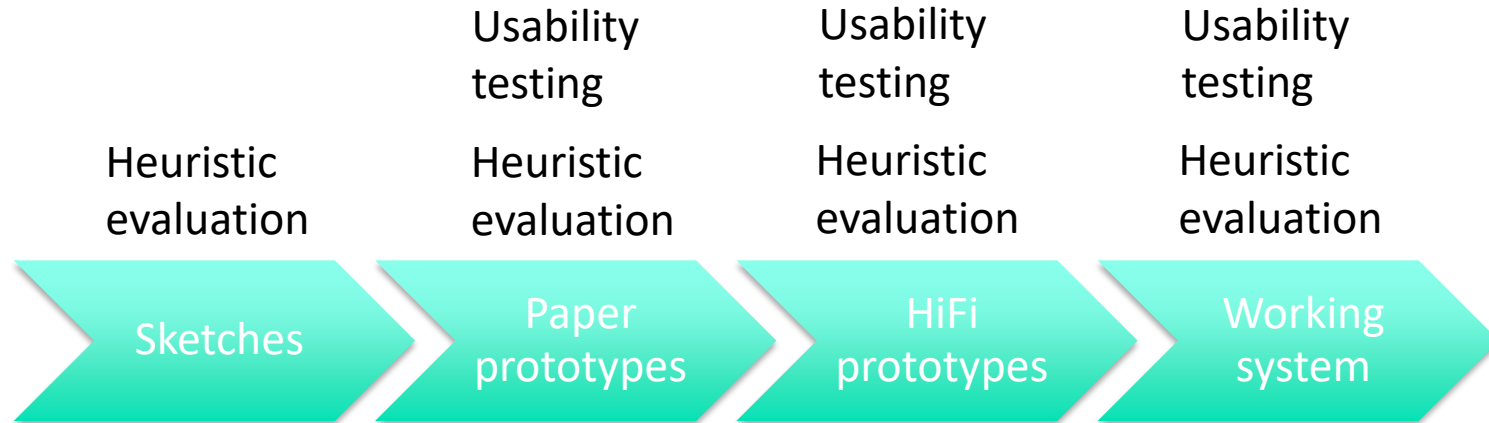 Usability
testing
Usability
testing
Usability
testing
Heuristic
evaluation
Heuristic
evaluation
Heuristic
evaluation
Heuristic
evaluation
Sketches
Paper
prototypes
HiFi
prototypes
Working
system